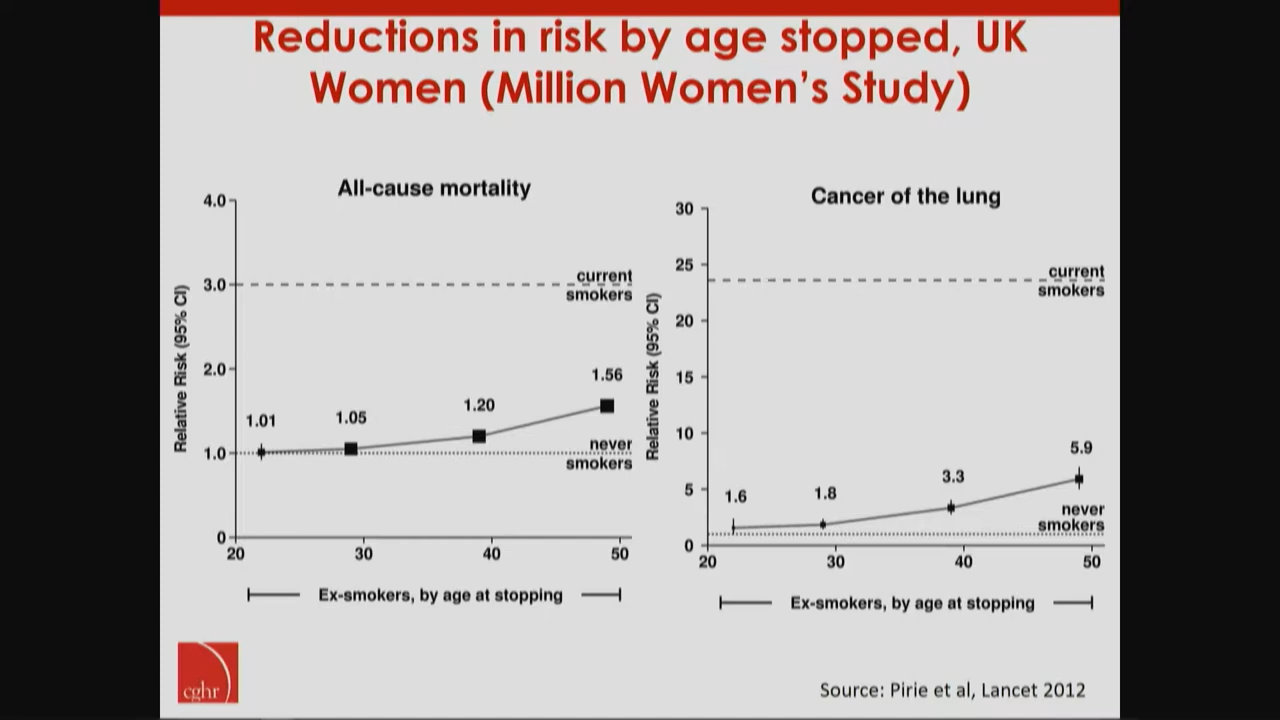 Reductions in risk by age stopped, UK
Women (Million Women's Study)
All-cause mortality
4.0
3.0
2.0
1.0
0
Relative Risk (95% CI)
current
smokers
1.01
1.05
1.20
1.56
never
smokers
20
30
40
50
Ex-smokers, by age at stopping
Cancer of the lung
30
25
20
15
10
5
0
Relative Risk (95% CI)
current
smokers
1.6
1.8
3.3
5.9
never
smokers
20
30
40
50
Ex-smokers, by age at stopping
cghr
Source: Pirie et al, Lancet 2012